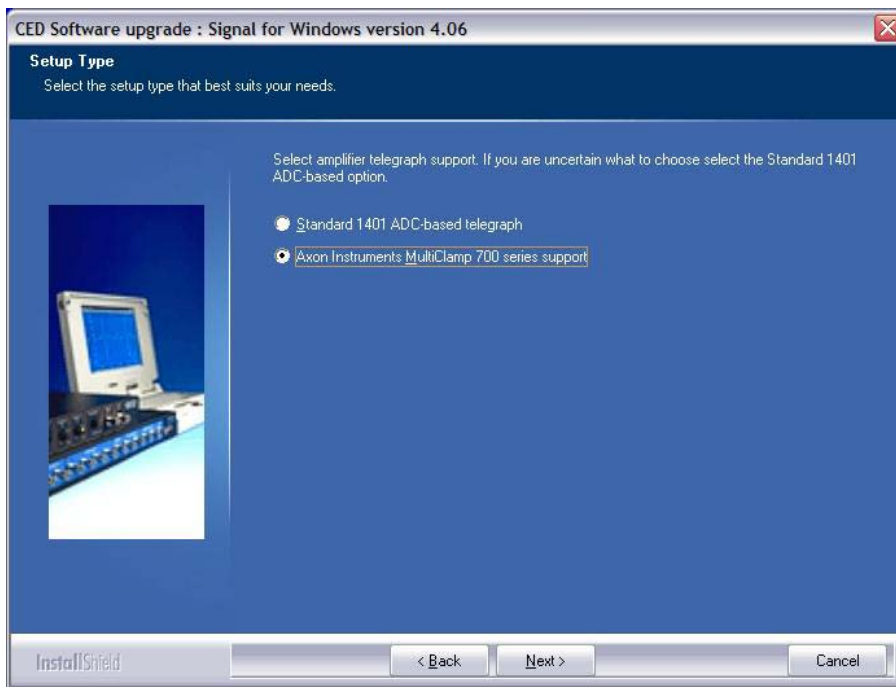 CED Software upgrade : Signal for Windows version 4.06
Setup Type
Select the setup type that best suits your needs.
Select amplifier telegraph support. If you are uncertain what to choose select the Standard 1401
ADC-based option.
Standard 1401 ADC-based telegraph
Axon Instruments MultiClamp 700 series support
InstallShield
< Back
Next >
Cancel